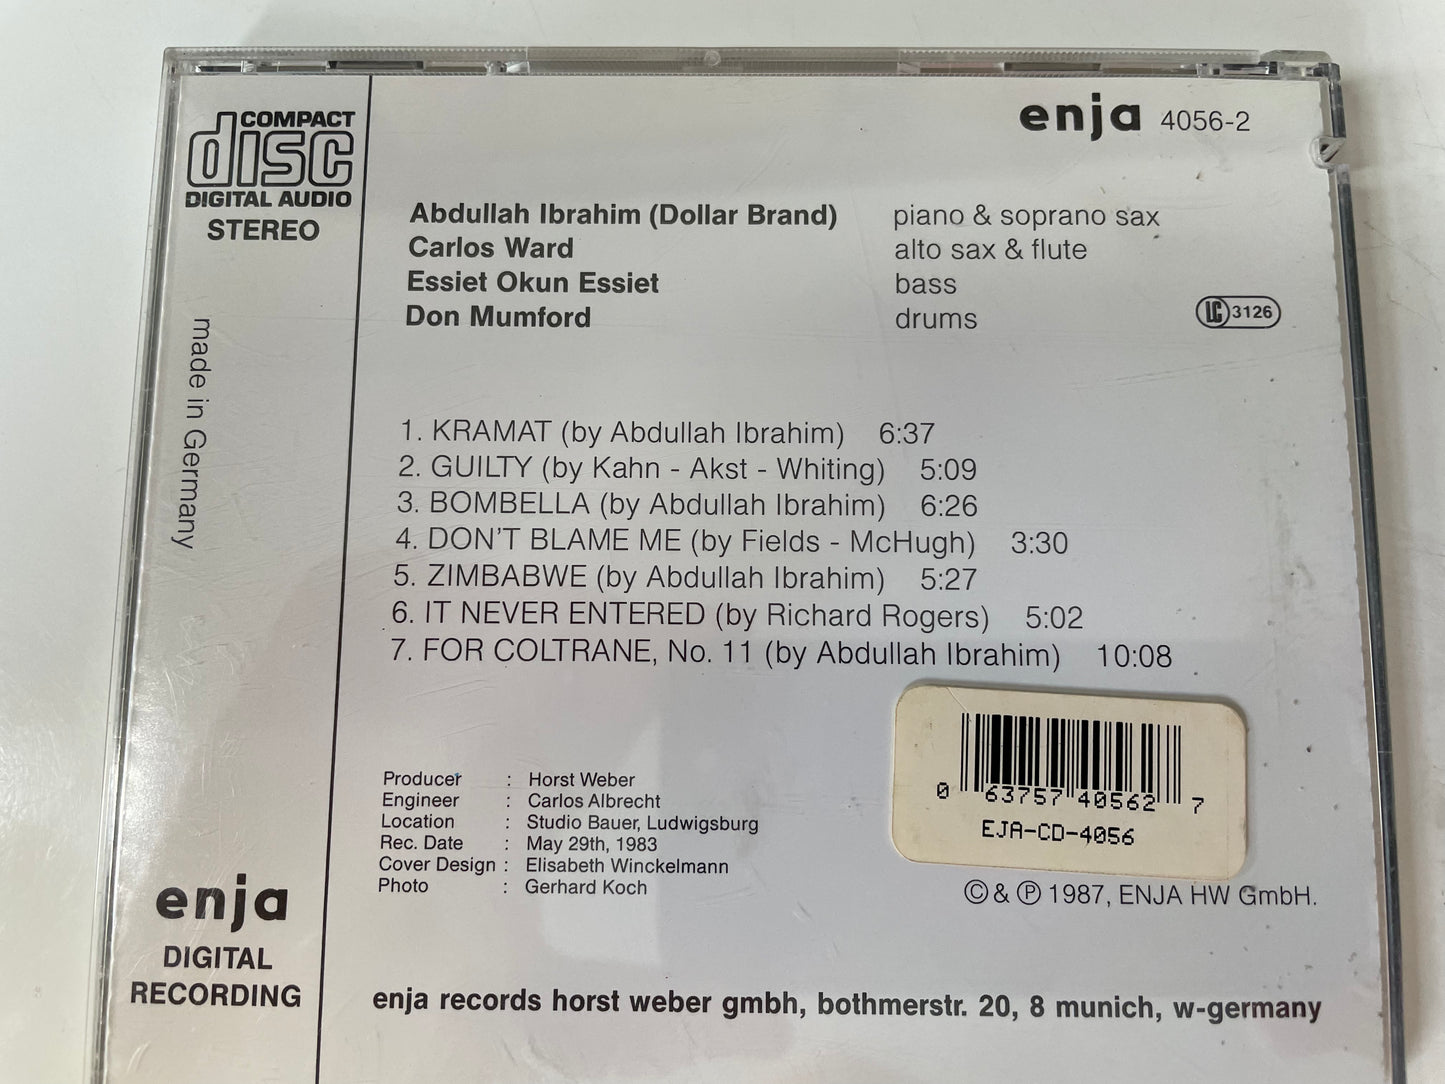 COMPACT
disc
DIGITAL AUDIO
STEREO
made in Germany
enja
DIGITAL
RECORDING
enja 4056-2
Abdullah Ibrahim (Dollar Brand) piano & soprano sax
Carlos Ward alto sax & flute
Essiet Okun Essiet bass
Don Mumford drums
LC 3126
1. KRAMAT (by Abdullah Ibrahim) 6:37
2. GUILTY (by Kahn - Akst - Whiting) 5:09
3. BOMBELLA (by Abdullah Ibrahim) 6:26
4. DON'T BLAME ME (by Fields - McHugh) 3:30
5. ZIMBABWE (by Abdullah Ibrahim) 5:27
6. IT NEVER ENTERED (by Richard Rogers) 5:02
7. FOR COLTRANE, No. 11 (by Abdullah Ibrahim) 10:08
Producer : Horst Weber
Engineer : Carlos Albrecht
Location : Studio Bauer, Ludwigsburg
Rec. Date : May 29th, 1983
Cover Design : Elisabeth Winckelmann
Photo : Gerhard Koch
0 63757 40562 7
EJA-CD-4056
© & ℗ 1987, ENJA HW GmbH.
enja records horst weber gmbh, bothmerstr. 20, 8 munich, w-germany